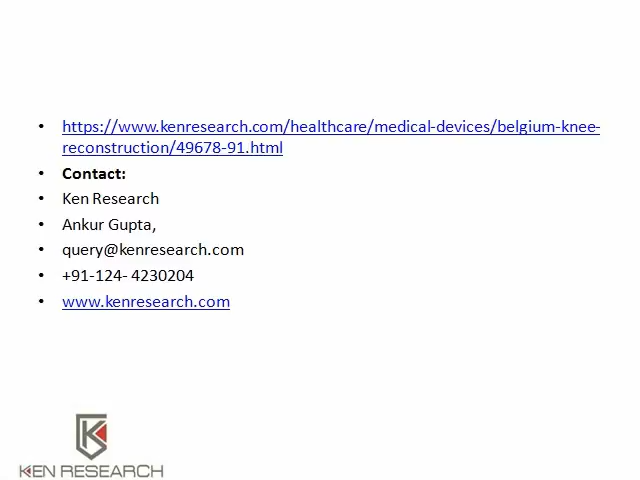 • https://www.kenresearch.com/healthcare/medical-devices/belgium-knee-
reconstruction/49678-91.html
• Contact:
• Ken Research
• Ankur Gupta,
• query@kenresearch.com
• +91-124- 4230204
• www.kenresearch.com
KEN RESEARCH